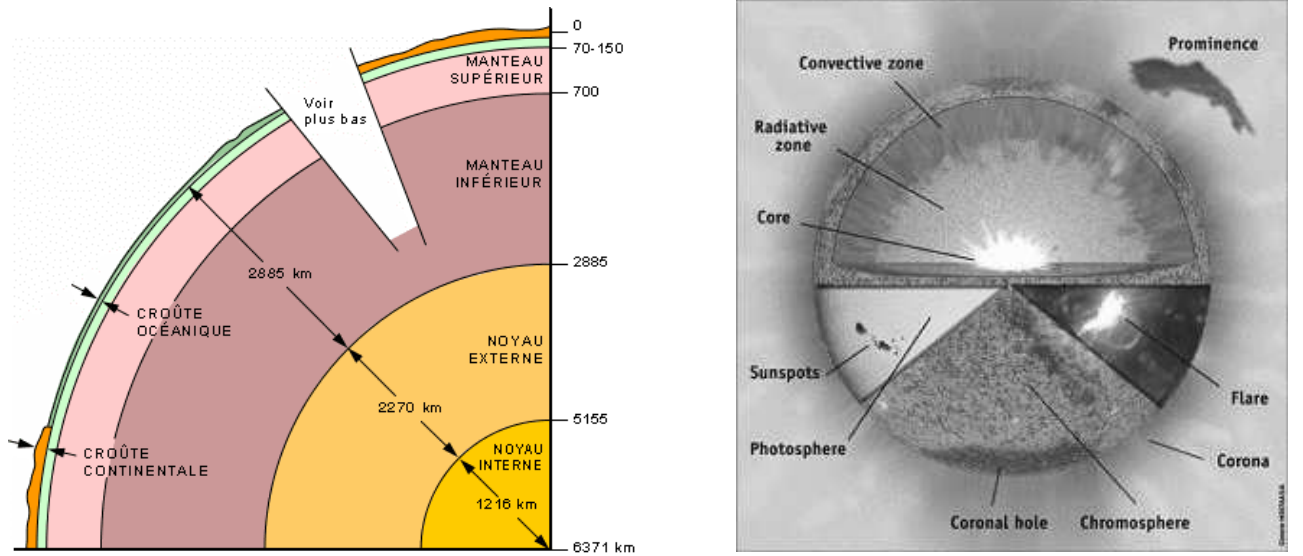 0
70-150
MANTEAU
SUPÉRIEUR
700
Voir
plus bas
MANTEAU
INFÉRIEUR
2885
2885 km
CROÛTE
OCÉANIQUE
NOYAU
EXTERNE
2270 km
5155
CROÛTE
CONTINENTALE
NOYAU
INTERNE
1216 km
6371 km
Prominence
Convective zone
Radiative
zone
Core
Sunspots
Flare
Photosphere
Corona
Coronal hole
Chromosphere